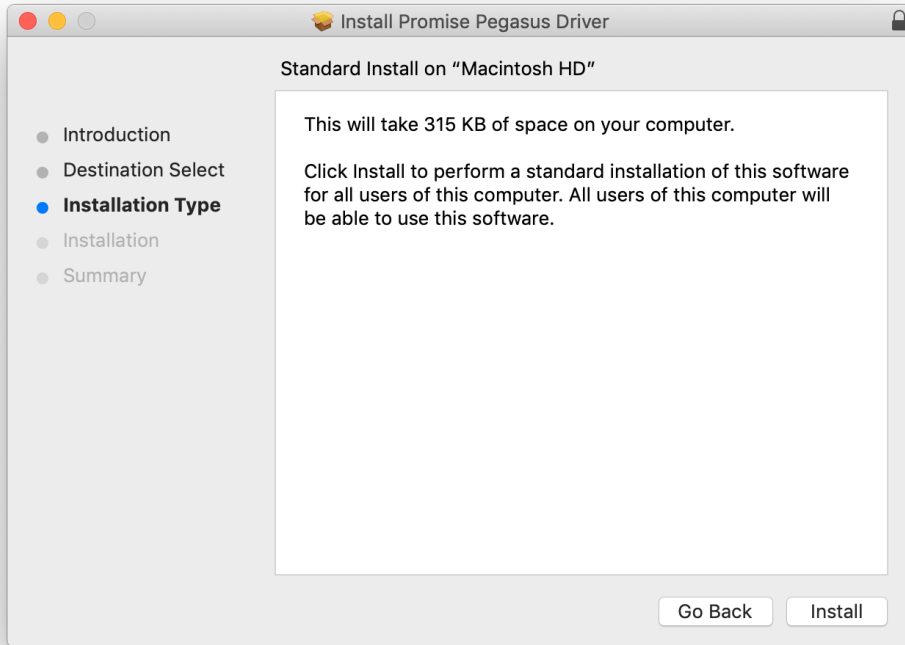 Install Promise Pegasus Driver
Standard Install on “Macintosh HD”
Introduction
Destination Select
Installation Type
Installation
Summary
This will take 315 KB of space on your computer.
Click Install to perform a standard installation of this software
for all users of this computer. All users of this computer will
be able to use this software.
Go Back
Install